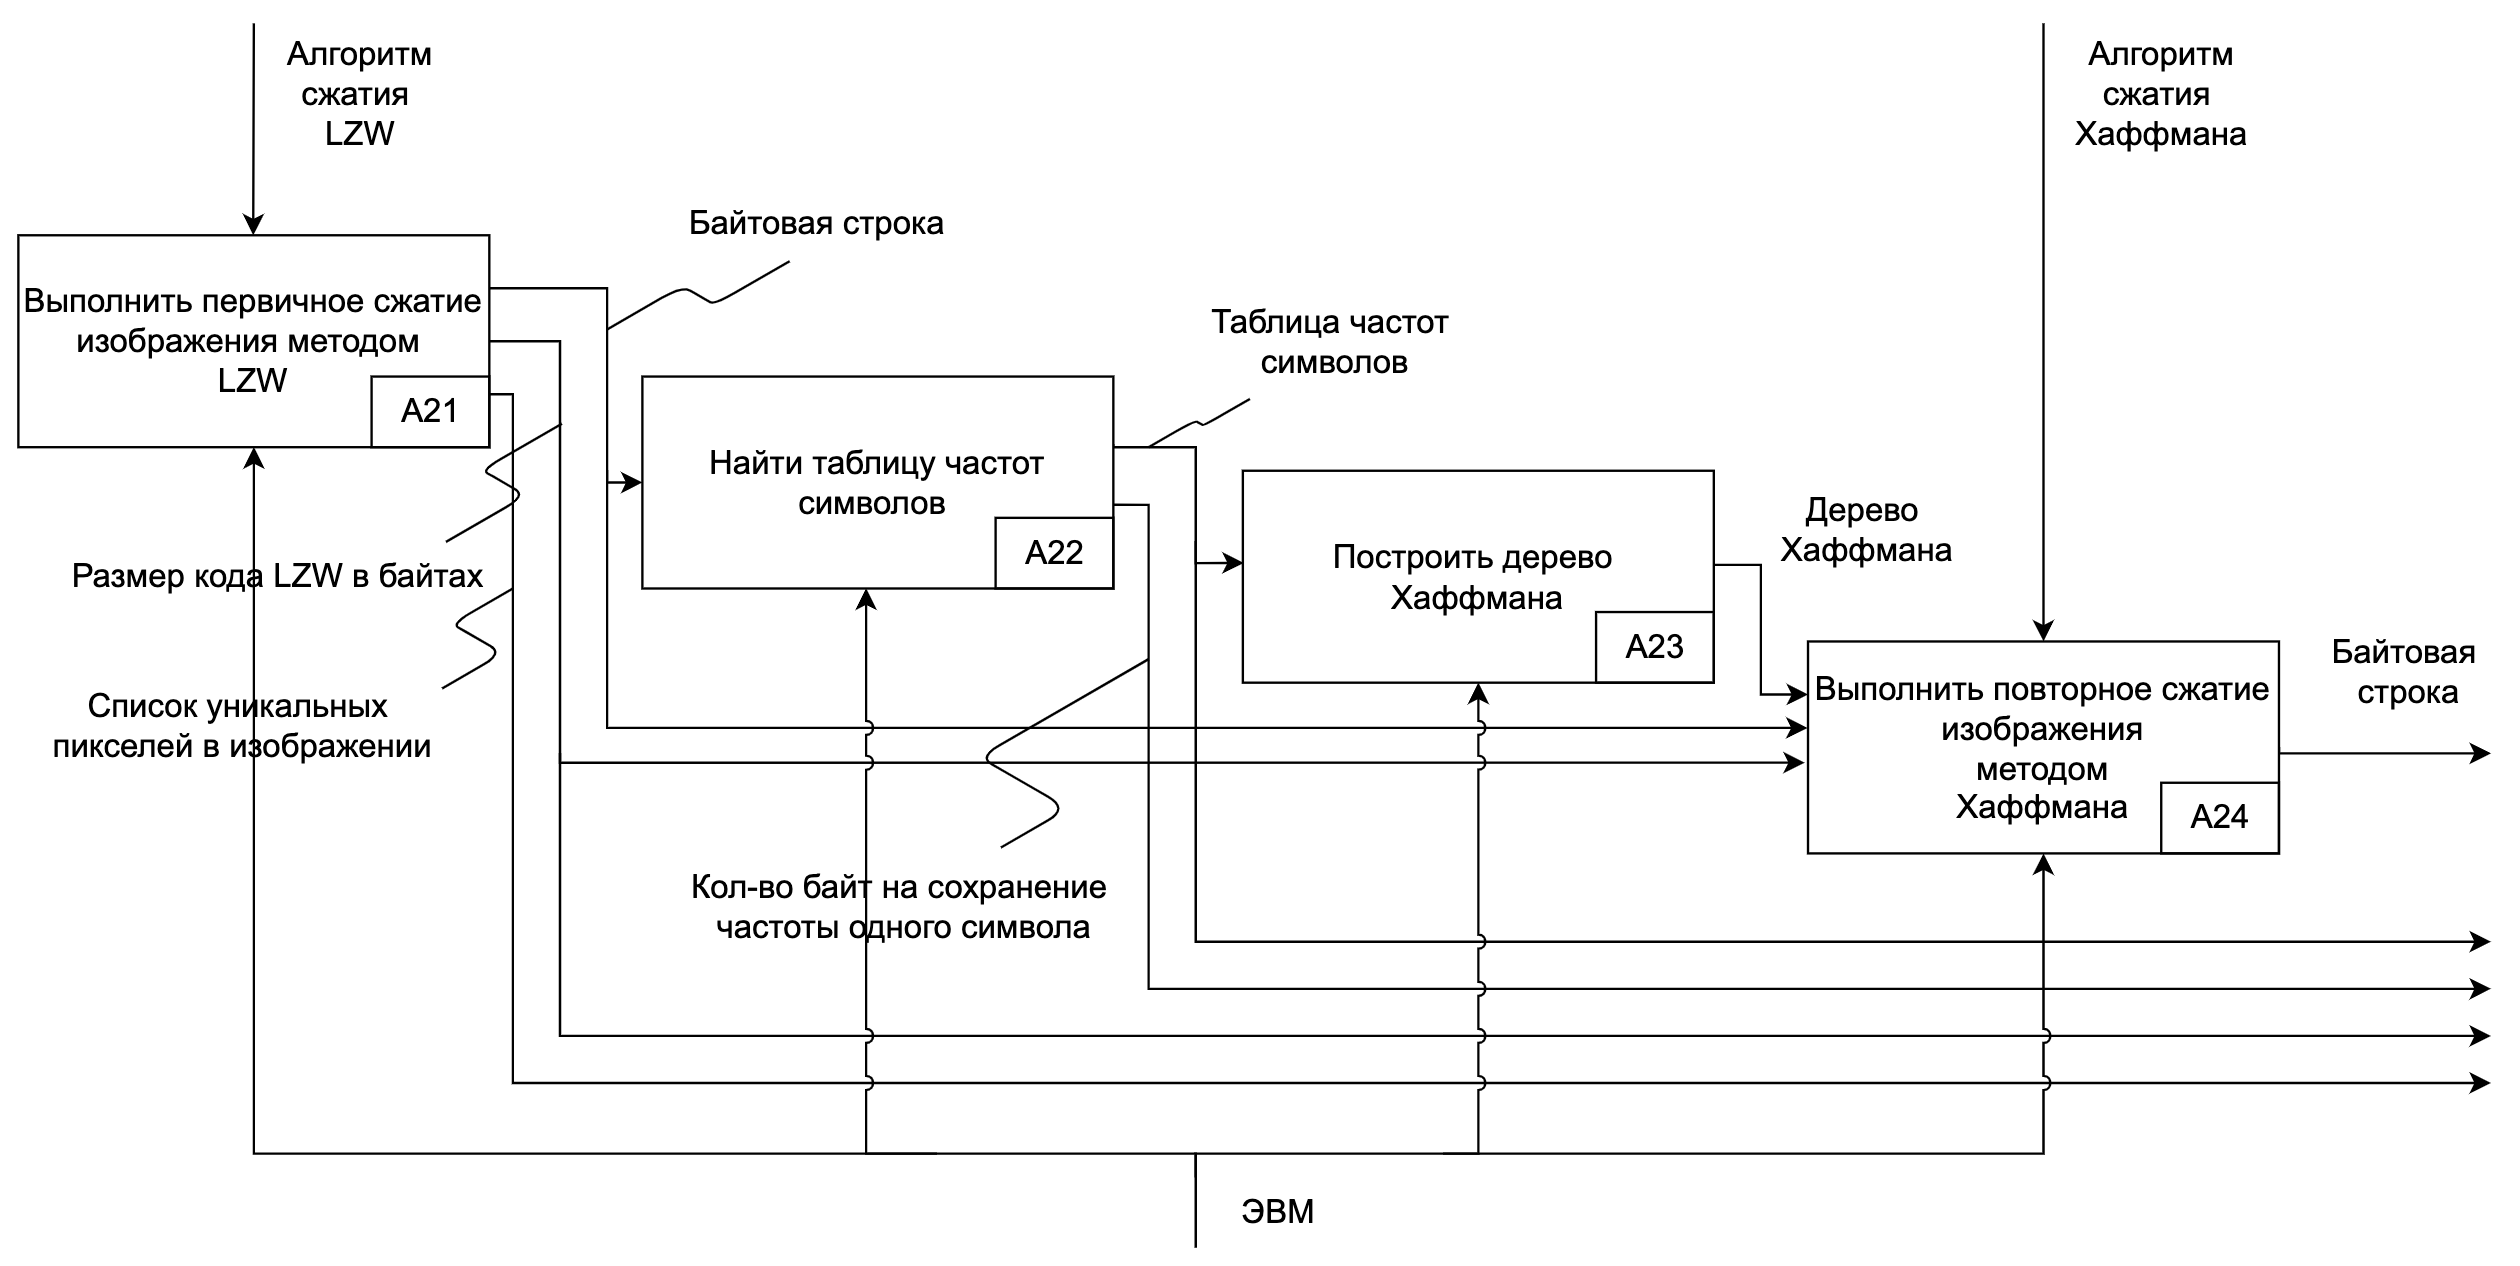 Алгоритм
сжатия
LZW
Алгоритм
сжатия
Хаффмана
Байтовая строка
Выполнить первичное сжатие
изображения методом
LZW
A21
Таблица частот
символов
Найти таблицу частот
символов
A22
Дерево
Хаффмана
Построить дерево
Хаффмана
A23
Размер кода LZW в байтах
Список уникальных
пикселей в изображении
Выполнить повторное сжатие
изображения
методом
Хаффмана
A24
Байтовая
строка
Кол-во байт на сохранение
частоты одного символа
ЭВМ